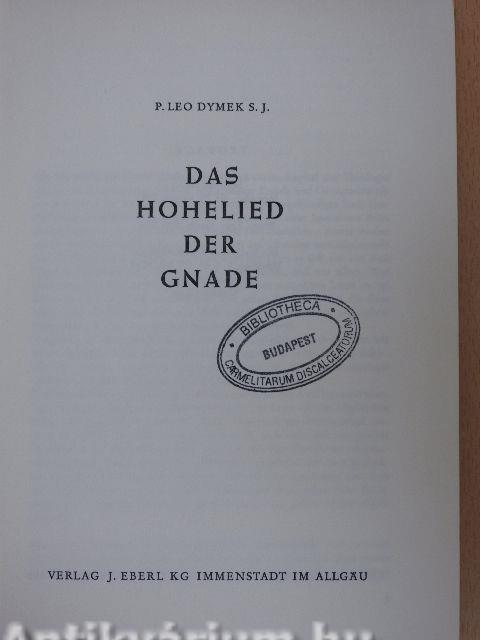 P. LEO DYMEK S. J.
DAS
HOHELIED
DER
GNADE
• BIBLIOTHECA •
BUDAPEST
CARMELITARUM DISCALCEATORUM
VERLAG J. EBERL KG IMMENSTADT IM ALLGÄU
Antikvárium.hu